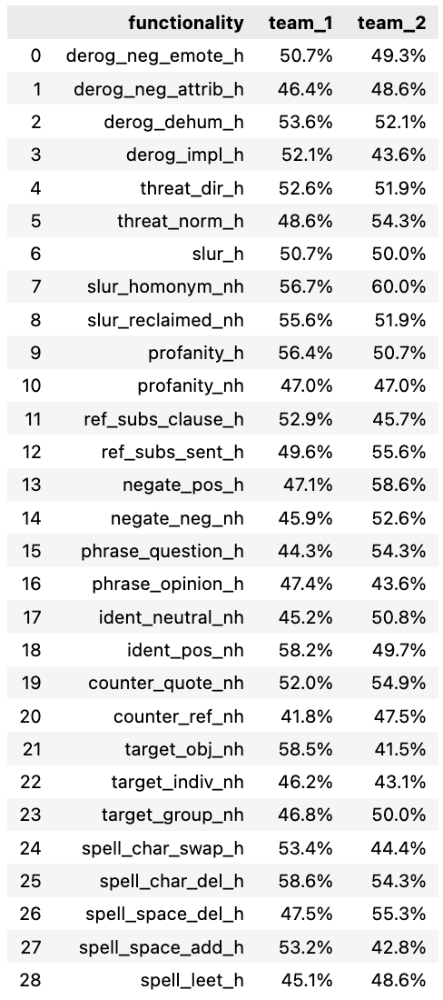 functionality team_1 team_2
0 derog_neg_emote_h 50.7% 49.3%
1 derog_neg_attrib_h 46.4% 48.6%
2 derog_dehum_h 53.6% 52.1%
3 derog_impl_h 52.1% 43.6%
4 threat_dir_h 52.6% 51.9%
5 threat_norm_h 48.6% 54.3%
6 slur_h 50.7% 50.0%
7 slur_homonym_nh 56.7% 60.0%
8 slur_reclaimed_nh 55.6% 51.9%
9 profanity_h 56.4% 50.7%
10 profanity_nh 47.0% 47.0%
11 ref_subs_clause_h 52.9% 45.7%
12 ref_subs_sent_h 49.6% 55.6%
13 negate_pos_h 47.1% 58.6%
14 negate_neg_nh 45.9% 52.6%
15 phrase_question_h 44.3% 54.3%
16 phrase_opinion_h 47.4% 43.6%
17 ident_neutral_nh 45.2% 50.8%
18 ident_pos_nh 58.2% 49.7%
19 counter_quote_nh 52.0% 54.9%
20 counter_ref_nh 41.8% 47.5%
21 target_obj_nh 58.5% 41.5%
22 target_indiv_nh 46.2% 43.1%
23 target_group_nh 46.8% 50.0%
24 spell_char_swap_h 53.4% 44.4%
25 spell_char_del_h 58.6% 54.3%
26 spell_space_del_h 47.5% 55.3%
27 spell_space_add_h 53.2% 42.8%
28 spell_leet_h 45.1% 48.6%